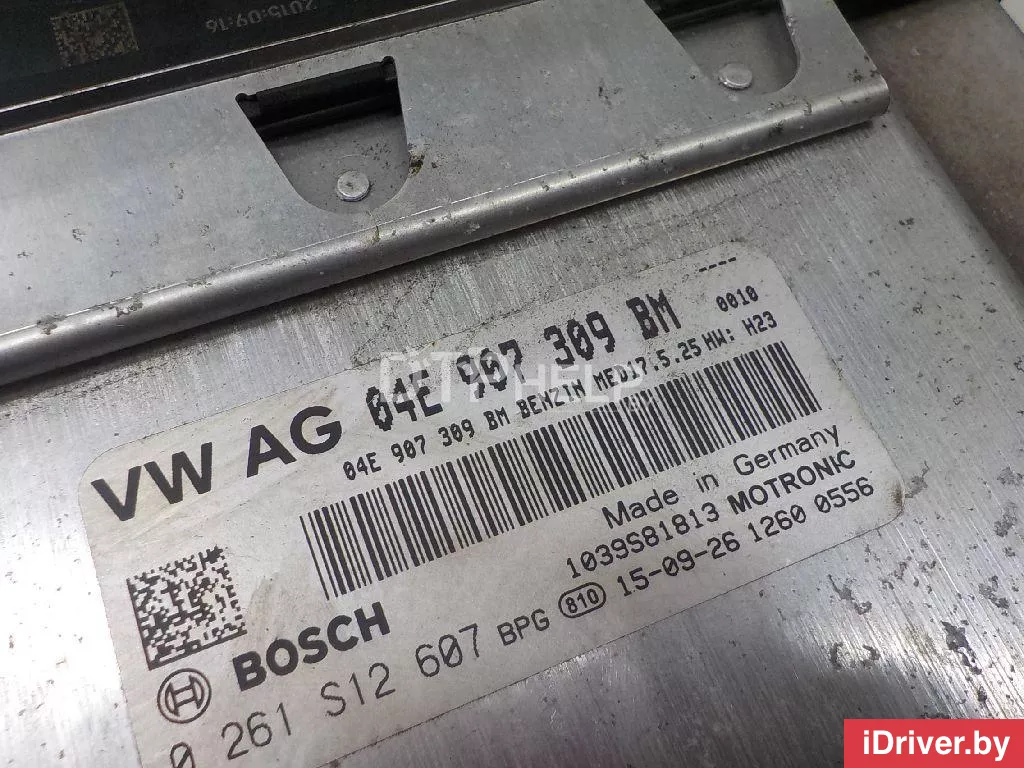 2015:09:16
----
VW AG 04E 907 309 BM 0010
04E 907 309 BM BENZIN MED17.5.25 HW: H23
Made in Germany
1039S81813 MOTRONIC
BOSCH
0 261 S12 607 BPG 810 15-09-26 1260 0556
HELP
iDriver.by